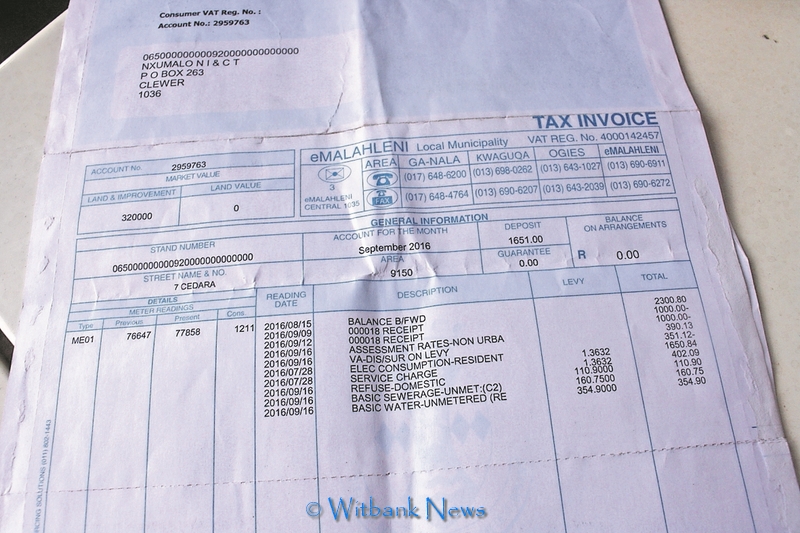 Consumer VAT Reg. No. :
Account No.: 2959763
065000000000920000000000000
NXUMALO N I & C T
P O BOX 263
CLEWER
1036
TAX INVOICE
eMALAHLENI Local Municipality VAT REG. No. 4000142457
ACCOUNT No. 2959763
MARKET VALUE
LAND & IMPROVEMENT LAND VALUE
320000 0
AREA GA-NALA KWAGUQA OGIES eMALAHLENI
3 (017) 648-6200 (013) 698-0262 (013) 643-1027 (013) 690-6911
eMALAHLENI CENTRAL 1035 FAX (017) 648-4764 (013) 690-6207 (013) 643-2039 (013) 690-6272
GENERAL INFORMATION
STAND NUMBER ACCOUNT FOR THE MONTH DEPOSIT BALANCE ON ARRANGEMENTS
065000000000920000000000000 September 2016 1651.00
STREET NAME & NO. AREA GUARANTEE R 0.00
7 CEDARA 9150 0.00
DETAILS READING DATE DESCRIPTION LEVY TOTAL
METER READINGS
Type Previous Present Cons.
ME01 76647 77858 1211
2016/08/15 BALANCE B/FWD 2300.80
2016/09/09 000018 RECEIPT 1000.00-
2016/09/12 000018 RECEIPT 1000.00-
2016/09/16 ASSESSMENT RATES-NON URBA 390.13
2016/09/16 VA-DIS/SUR ON LEVY 351.12-
2016/07/28 ELEC CONSUMPTION-RESIDENT 1.3632 1650.84
2016/07/28 SERVICE CHARGE 1.3632 402.09
2016/09/16 REFUSE-DOMESTIC 110.9000 110.90
2016/09/16 BASIC SEWERAGE-UNMET:(C2) 160.7500 160.75
2016/09/16 BASIC WATER-UNMETERED (RE 354.9000 354.90
© Witbank News